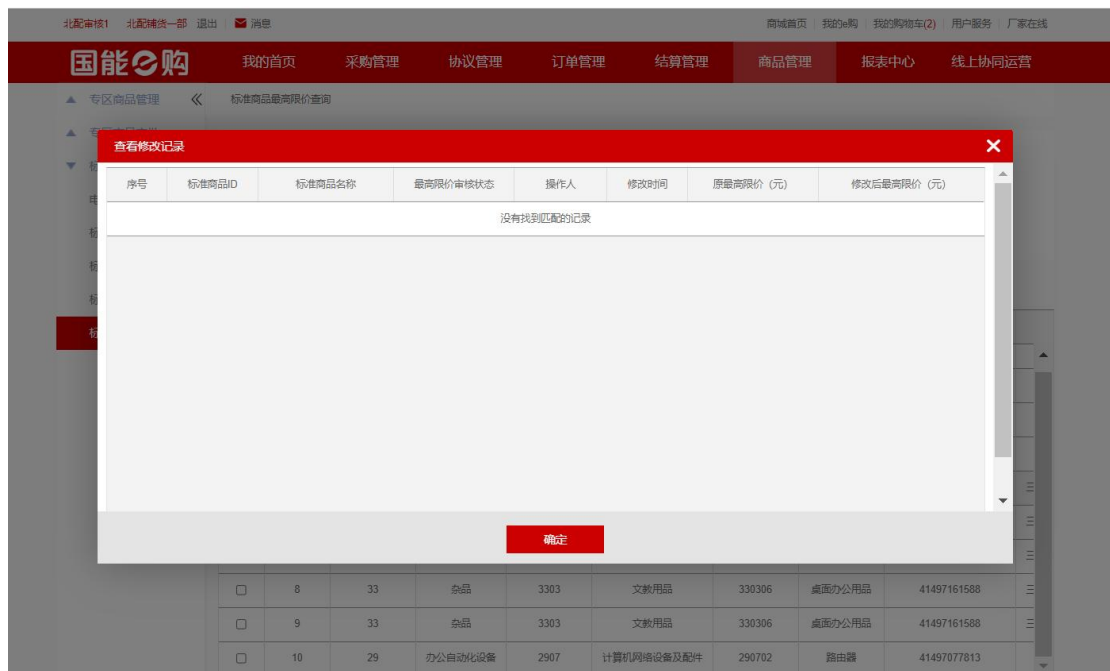 北配审核1 北配辅货一部 退出 消息 商城首页 我的e购 我的购物车(2) 用户服务 厂家在线
国能e购 我的首页 采购管理 协议管理 订单管理 结算管理 商品管理 报表中心 线上协同运营
专区商品管理 标准商品最高限价查询
查看修改记录
序号 标准商品ID 标准商品名称 最高限价审核状态 操作人 修改时间 原最高限价（元） 修改后最高限价（元）
没有找到匹配的记录
标
标
标
标
确定
8 33 杂品 3303 文教用品 330306 桌面办公用品 41497161588
9 33 杂品 3303 文教用品 330306 桌面办公用品 41497161588
10 29 办公自动化设备 2907 计算机网络设备及配件 290702 路由器 41497077813